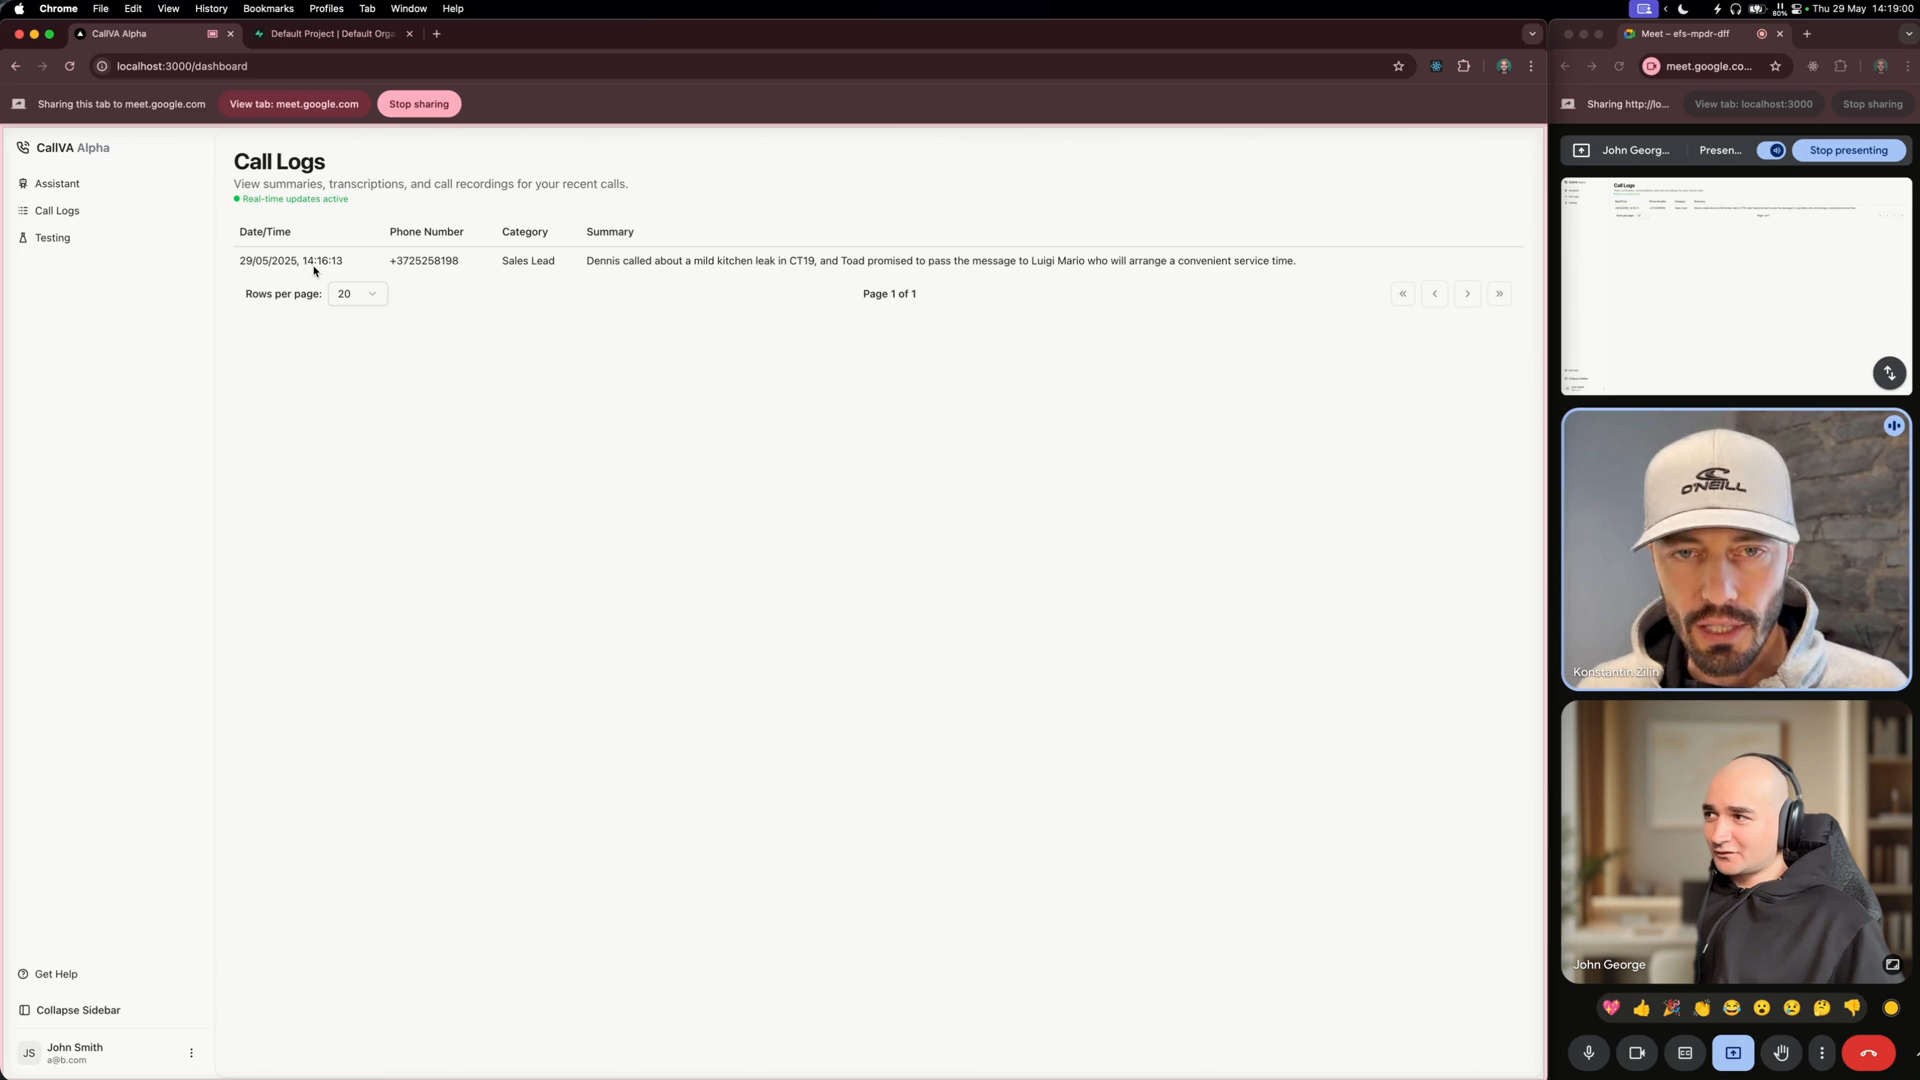 Chrome File Edit View History Bookmarks Profiles Tab Window Help
80% Thu 29 May 14:19:00
CallVA Alpha
Default Project | Default Orga
localhost:3000/dashboard
Sharing this tab to meet.google.com View tab: meet.google.com Stop sharing
CallVA Alpha
Assistant
Call Logs
Testing
Get Help
Collapse Sidebar
JS
John Smith
a@b.com
Call Logs
View summaries, transcriptions, and call recordings for your recent calls.
Real-time updates active
Date/Time Phone Number Category Summary
29/05/2025, 14:16:13 +3725258198 Sales Lead Dennis called about a mild kitchen leak in CT19, and Toad promised to pass the message to Luigi Mario who will arrange a convenient service time.
Rows per page: 20 Page 1 of 1
Meet – efs-mpdr-dff
meet.google.co...
Sharing http://lo... View tab: localhost:3000 Stop sharing
John Georg... Presen... Stop presenting
Call Logs
O'NEILL
Konstantin Zilin
John George